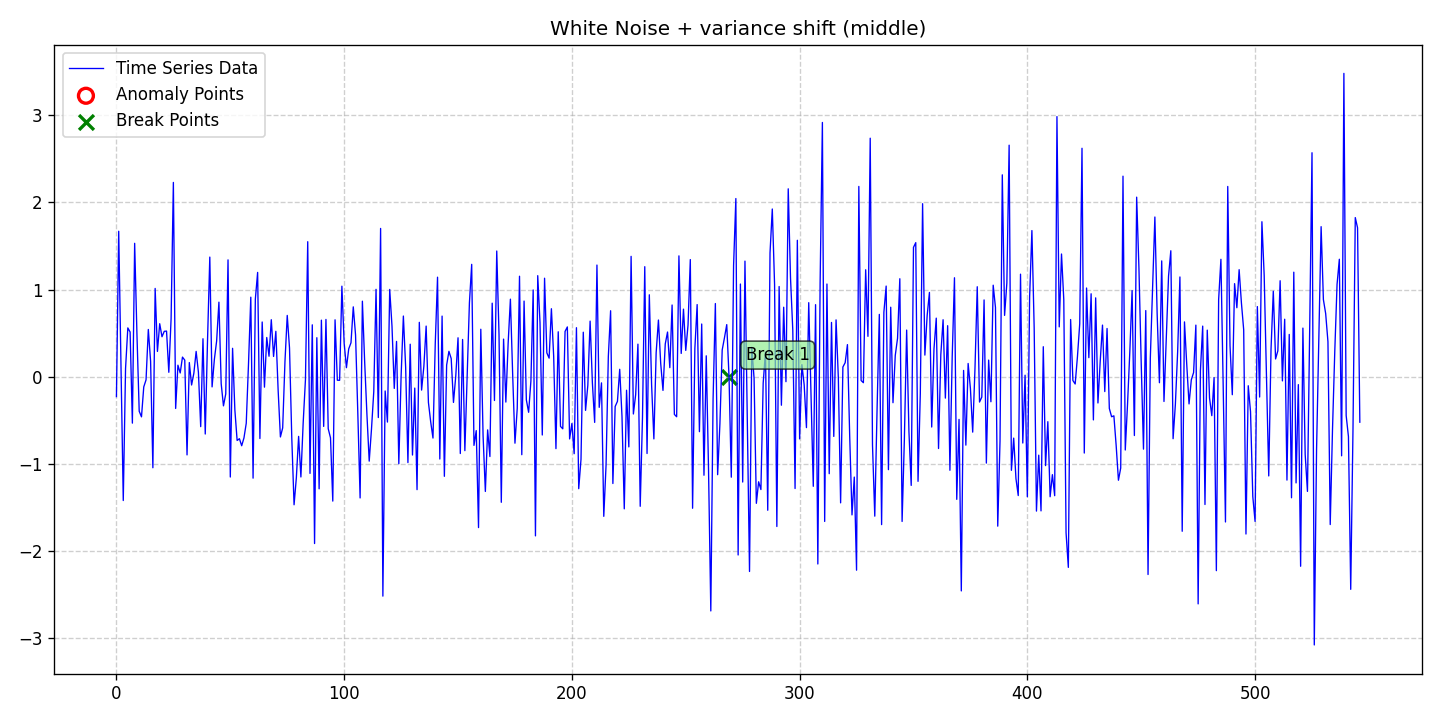 White Noise + variance shift (middle)
Time Series Data
Anomaly Points
Break Points
Break 1
3
2
1
0
−1
−2
−3
0
100
200
300
400
500